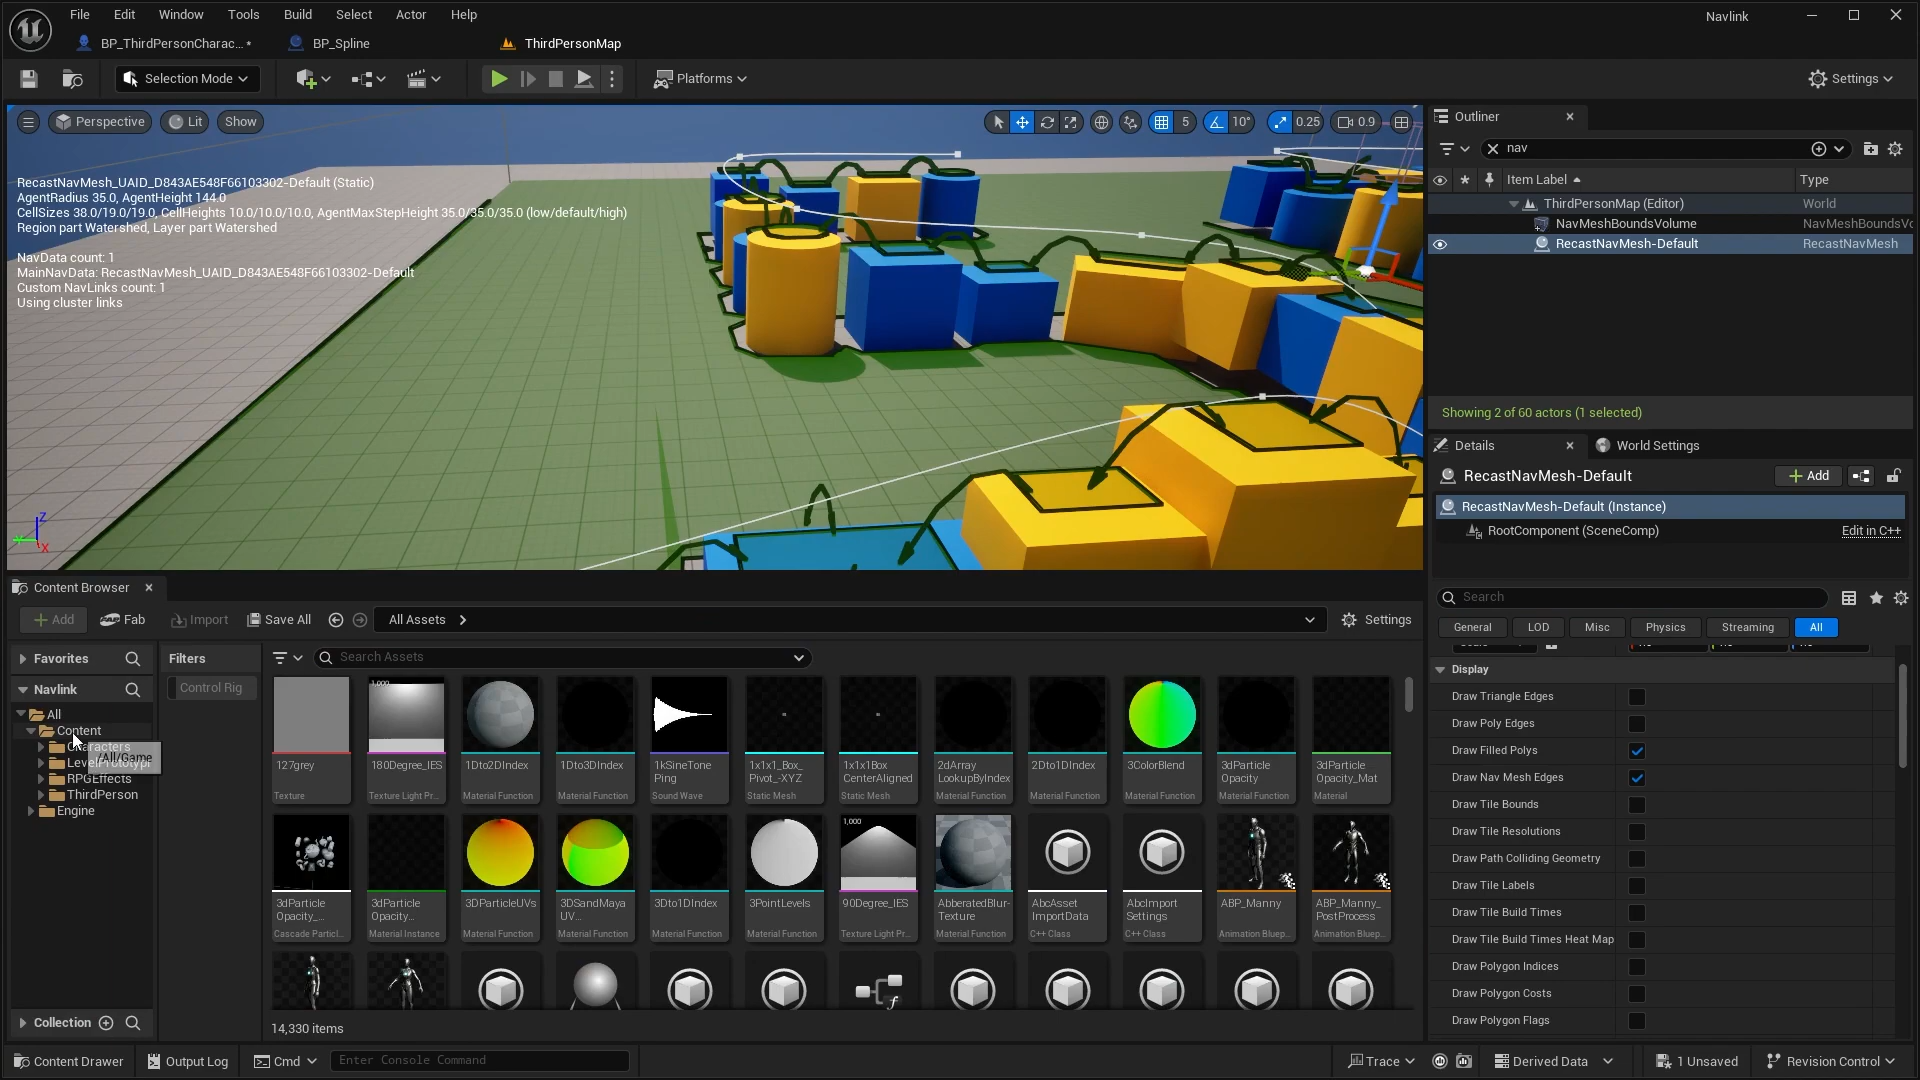 File Edit Window Tools Build Select Actor Help
Navlink
BP_ThirdPersonCharac... •
BP_Spline
ThirdPersonMap
Selection Mode
Platforms
Settings
Perspective
Lit
Show
5
10°
0.25
0.9
RecastNavMesh_UAID_D843AE548F66103302-Default (Static)
AgentRadius 35.0, AgentHeight 144.0
CellSizes 38.0/19.0/19.0, CellHeights 10.0/10.0/10.0, AgentMaxStepHeight 35.0/35.0/35.0 (low/default/high)
Region part Watershed, Layer part Watershed
NavData count: 1
MainNavData: RecastNavMesh_UAID_D843AE548F66103302-Default
Custom NavLinks count: 1
Using cluster links
Z
X
Outliner
nav
Item Label
Type
ThirdPersonMap (Editor) World
NavMeshBoundsVolume NavMeshBoundsVo
RecastNavMesh-Default RecastNavMesh
Showing 2 of 60 actors (1 selected)
Details
World Settings
RecastNavMesh-Default
Add
RecastNavMesh-Default (Instance)
RootComponent (SceneComp) Edit in C++
Search
General LOD Misc Physics Streaming All
Display
Draw Triangle Edges
Draw Poly Edges
Draw Filled Polys
Draw Nav Mesh Edges
Draw Tile Bounds
Draw Tile Resolutions
Draw Path Colliding Geometry
Draw Tile Labels
Draw Tile Build Times
Draw Tile Build Times Heat Map
Draw Polygon Indices
Draw Polygon Costs
Draw Polygon Flags
Content Browser
Add
Fab
Import
Save All
All Assets
Settings
Favorites
Navlink
All
Content
Characters
/All/Game
RPGEffects
ThirdPerson
Engine
Collection
Filters
Control Rig
Search Assets
127grey
Texture
1,000
180Degree_IES
Texture Light Pr...
1Dto2DIndex
Material Function
1Dto3DIndex
Material Function
1kSineTone
Ping
Sound Wave
1x1x1_Box_
Pivot_-XYZ
Static Mesh
1x1x1Box
CenterAligned
Static Mesh
2dArray
LookupByIndex
Material Function
2Dto1DIndex
Material Function
3ColorBlend
Material Function
3dParticle
Opacity
Material Function
3dParticle
Opacity_Mat
Material
3dParticle
Opacity_...
Cascade Particl...
3dParticle
Opacity...
Material Instance
3DParticleUVs
Material Function
3DSandMaya
UV...
Material Function
3Dto1DIndex
Material Function
3PointLevels
Material Function
1,000
90Degree_IES
Texture Light Pr...
AbberatedBlur-
Texture
Material Function
AbcAsset
ImportData
C++ Class
AbcImport
Settings
C++ Class
ABP_Manny
Animation Bluep...
ABP_Manny_
PostProcess
Animation Bluep...
14,330 items
Content Drawer
Output Log
Cmd
Enter Console Command
Trace
Derived Data
1 Unsaved
Revision Control